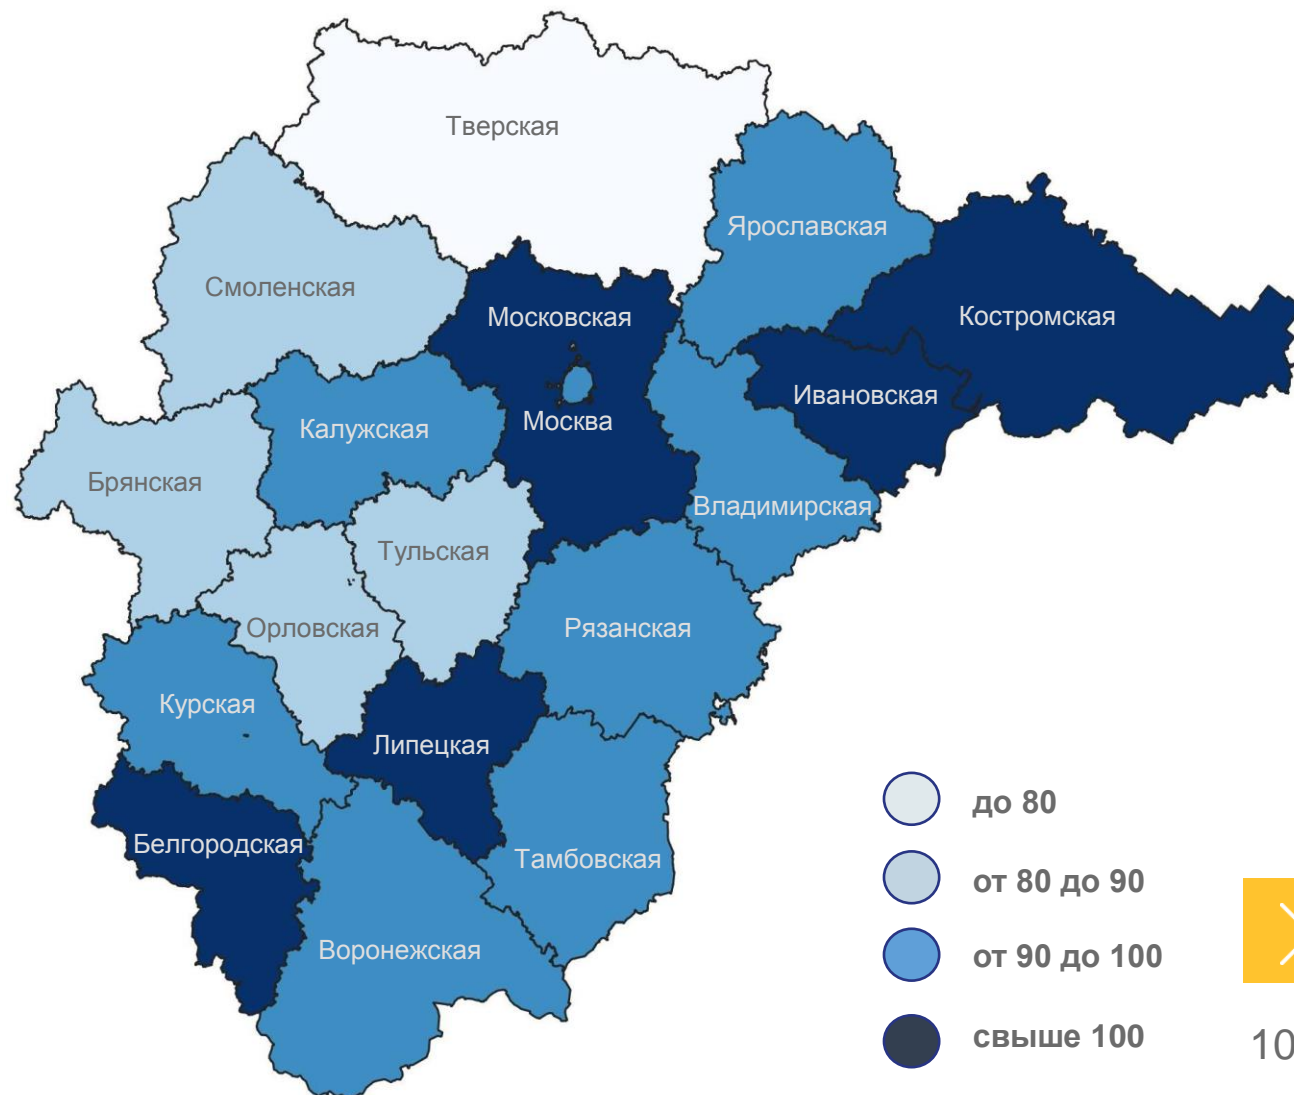 Тверская
Ярославская
Смоленская
Московская
Костромская
Ивановская
Калужская
Москва
Брянская
Владимирская
Тульская
Орловская
Рязанская
Курская
Липецкая
до 80
Белгородская
Тамбовская
от 80 до 90
Воронежская
от 90 до 100
свыше 100
10